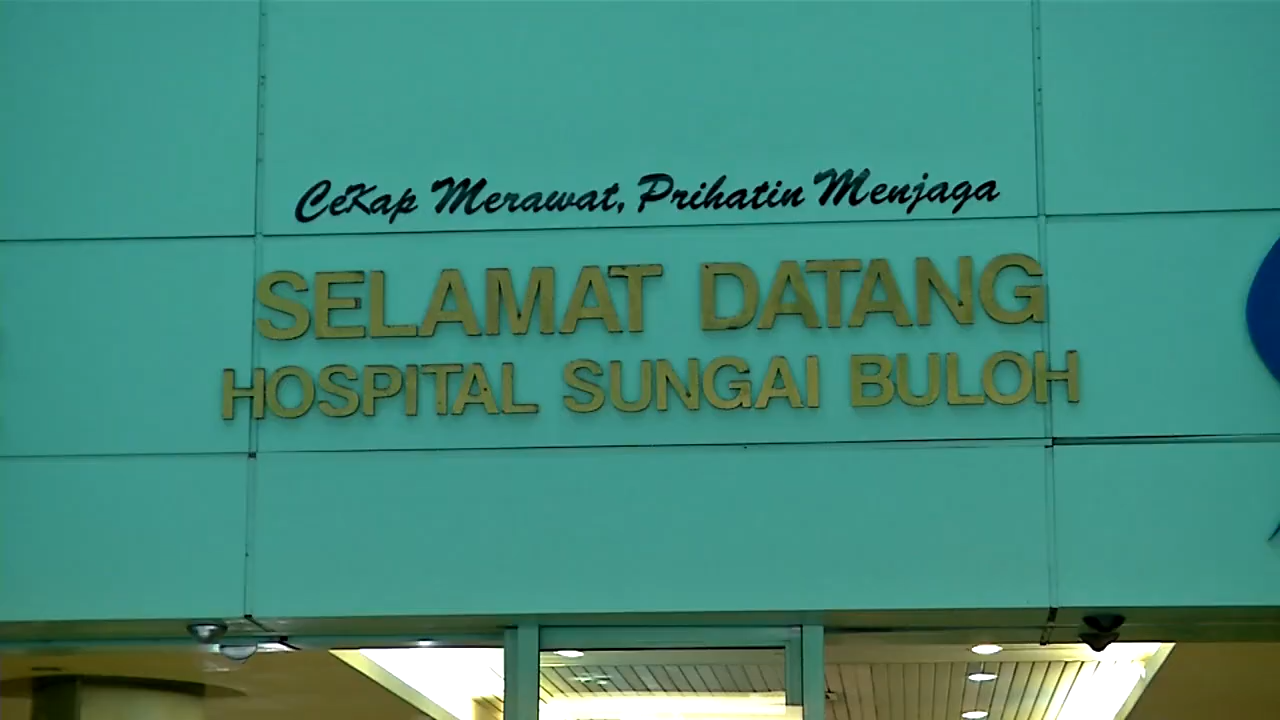 CeKap Merawat, Prihatin Menjaga
SELAMAT DATANG
HOSPITAL SUNGAI BULOH